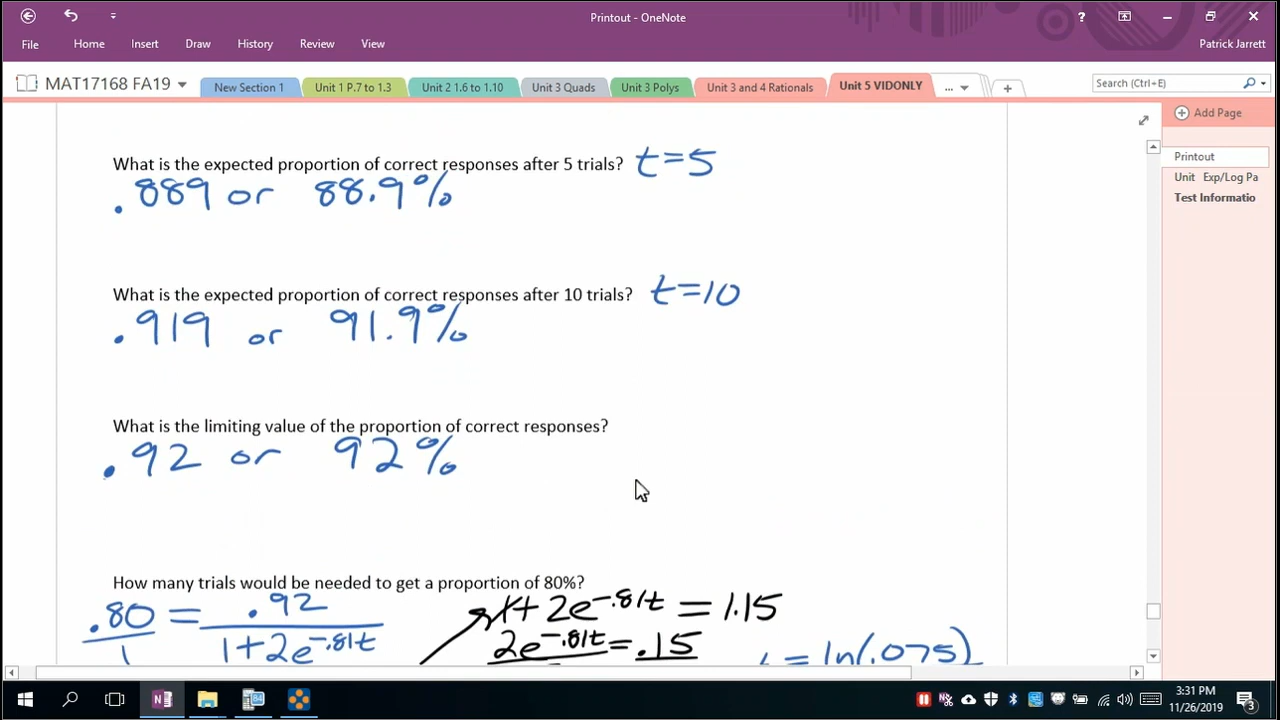 Printout - OneNote
?
File Home Insert Draw History Review View
Patrick Jarrett
MAT17168 FA19
New Section 1
Unit 1 P.7 to 1.3
Unit 2 1.6 to 1.10
Unit 3 Quads
Unit 3 Polys
Unit 3 and 4 Rationals
Unit 5 VIDONLY
...
Search (Ctrl+E)
Add Page
Printout
Unit Exp/Log Pa
Test Informatio
What is the expected proportion of correct responses after 5 trials? t=5
.889 or 88.9%
What is the expected proportion of correct responses after 10 trials? t=10
.919 or 91.9%
What is the limiting value of the proportion of correct responses?
.92 or 92%
How many trials would be needed to get a proportion of 80%?
.80 = .92
1 1+2e^-.81t
1+2e^-.81t = 1.15
2e^-.81t = .15
t = ln(.075)
3:31 PM
11/26/2019
3